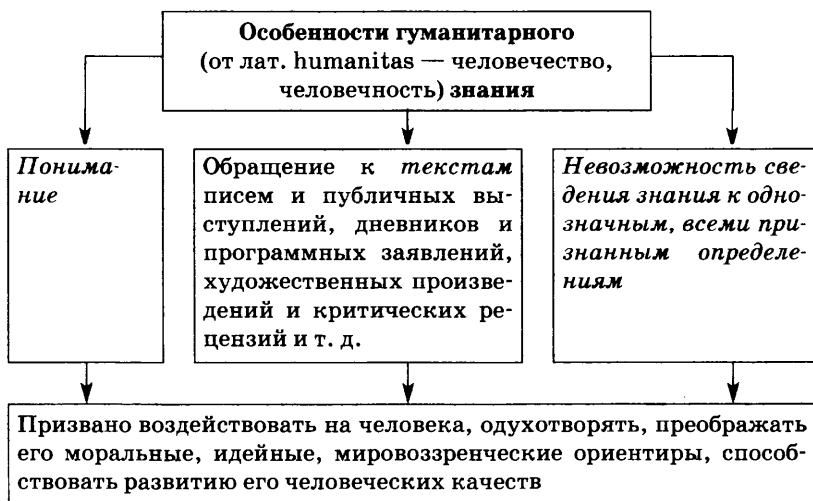 Особенности гуманитарного
(от лат. humanitas — человечество,
человечность) знания
Понима-
ние
Обращение к текстам
писем и публичных вы-
ступлений, дневников и
программных заявлений,
художественных произве-
дений и критических ре-
цензий и т. д.
Невозможность све-
дения знания к одно-
значным, всеми при-
знанным определе-
ниям
Призвано воздействовать на человека, одухотворять, преображать
его моральные, идейные, мировоззренческие ориентиры, способ-
ствовать развитию его человеческих качеств